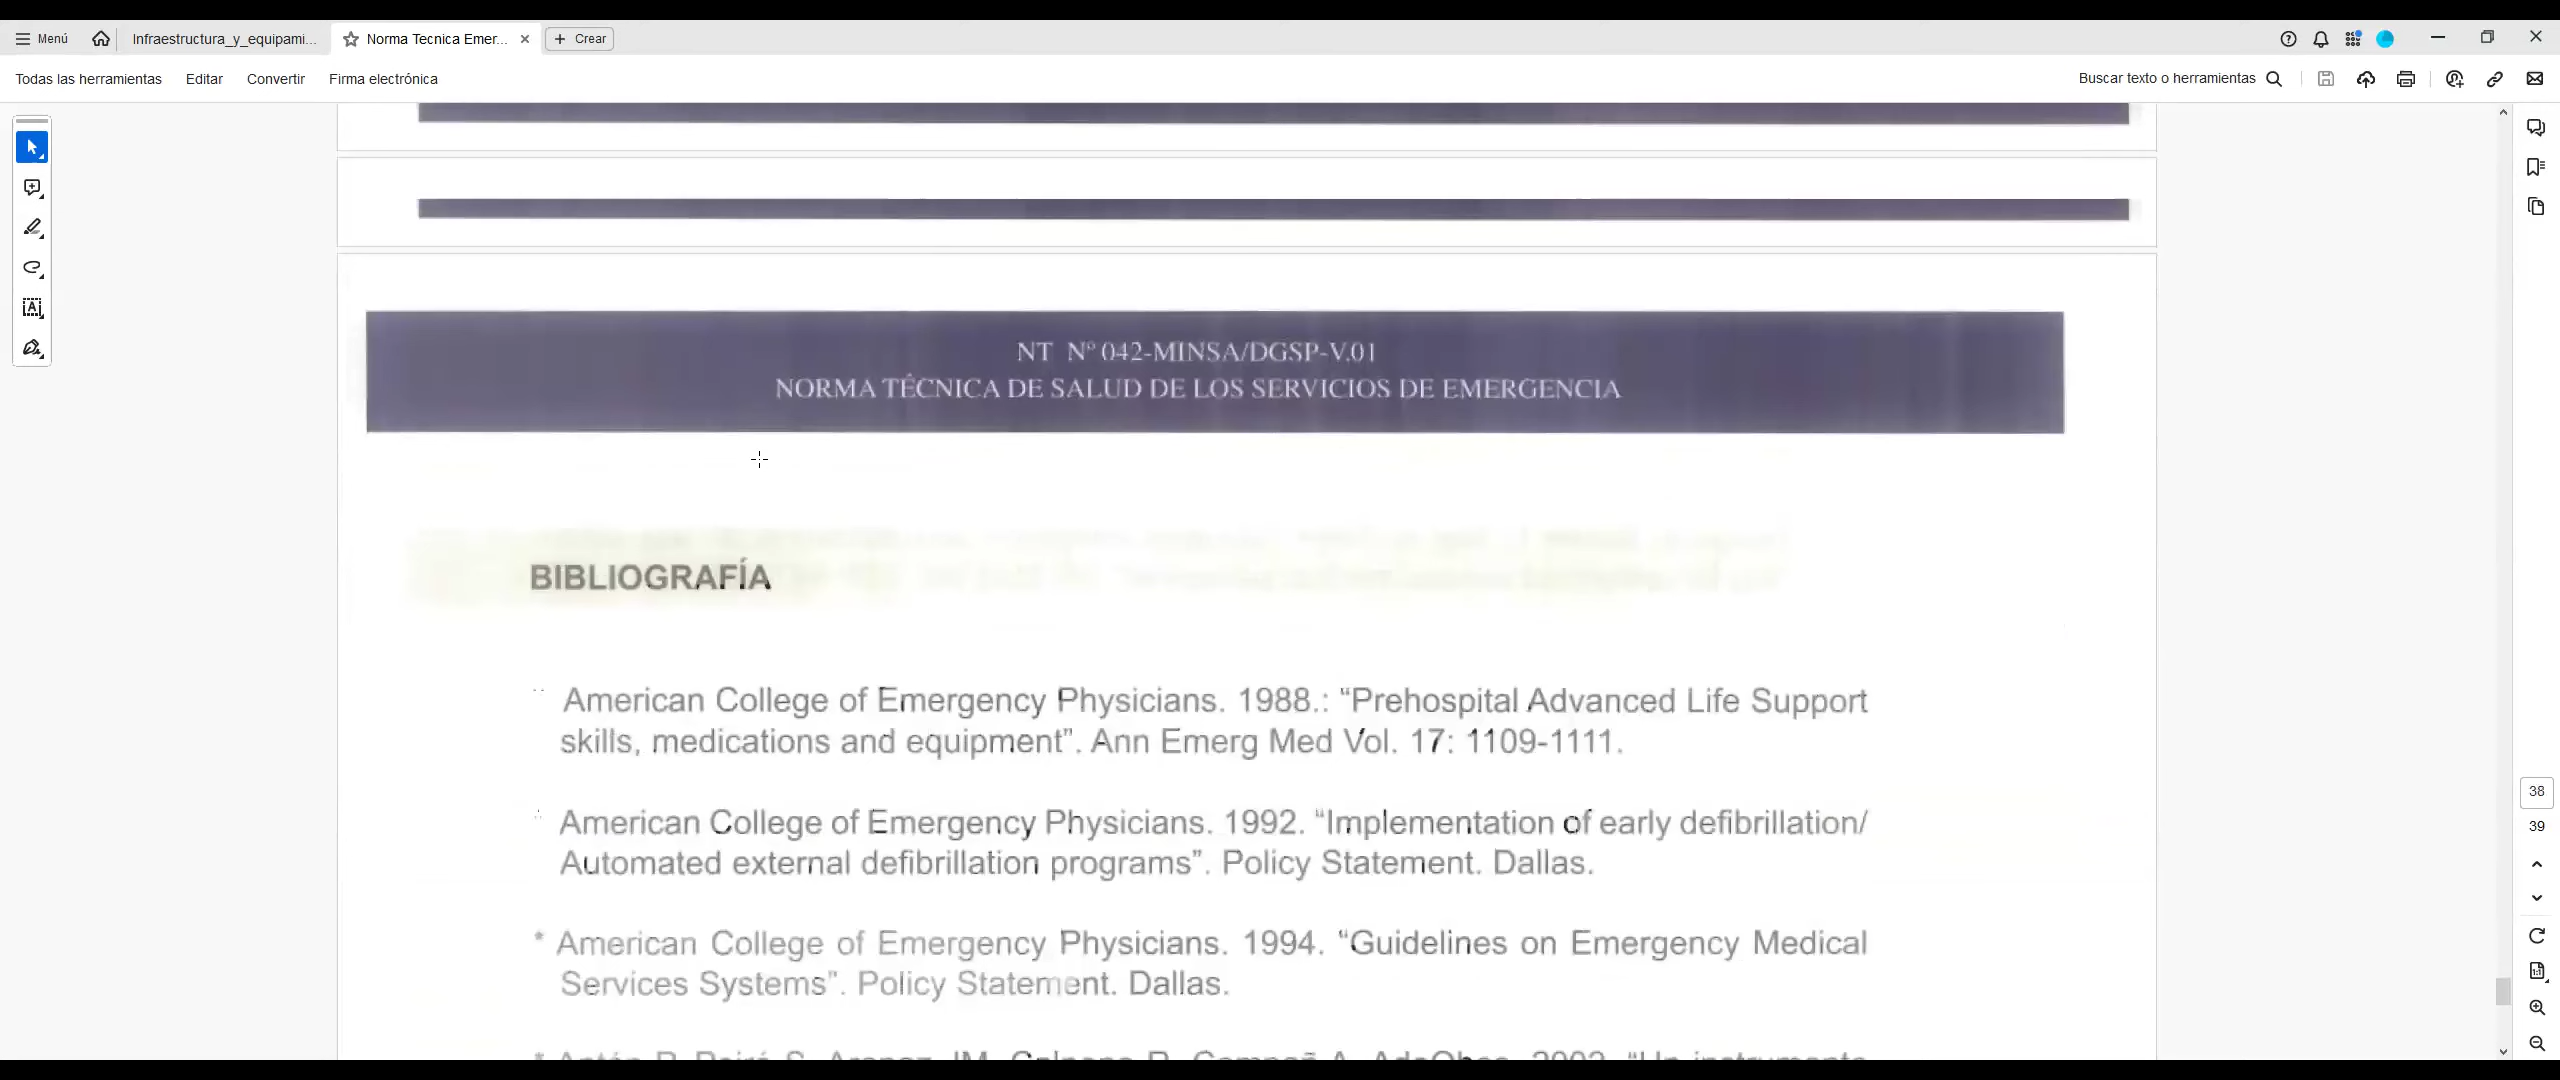 Menú
Infraestructura_y_equipami...
Norma Tecnica Emer...
Crear
Todas las herramientas
Editar
Convertir
Firma electrónica
Buscar texto o herramientas
NT Nº 042-MINSA/DGSP-V.01
NORMA TÉCNICA DE SALUD DE LOS SERVICIOS DE EMERGENCIA
BIBLIOGRAFÍA
American College of Emergency Physicians. 1988.: “Prehospital Advanced Life Support
skills, medications and equipment”. Ann Emerg Med Vol. 17: 1109-1111.
American College of Emergency Physicians. 1992. “Implementation of early defibrillation/
Automated external defibrillation programs”. Policy Statement. Dallas.
* American College of Emergency Physicians. 1994. “Guidelines on Emergency Medical
Services Systems”. Policy Statement. Dallas.
38
39